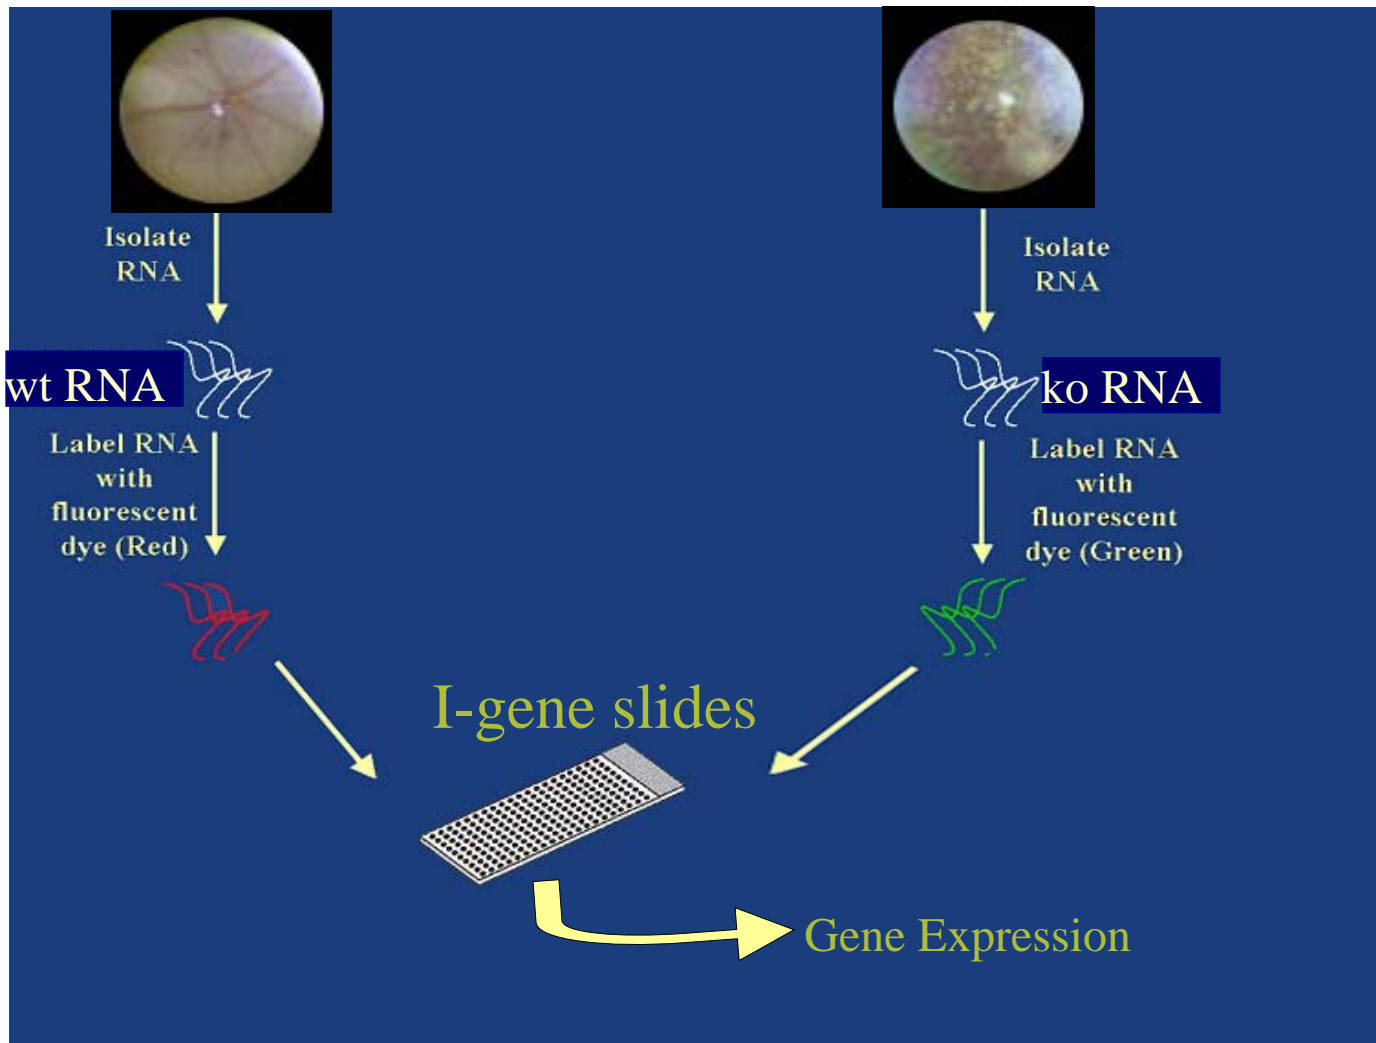 Isolate
RNA
wt RNA
Label RNA
with
fluorescent
dye (Red)
Isolate
RNA
ko RNA
Label RNA
with
fluorescent
dye (Green)
I-gene slides
Gene Expression